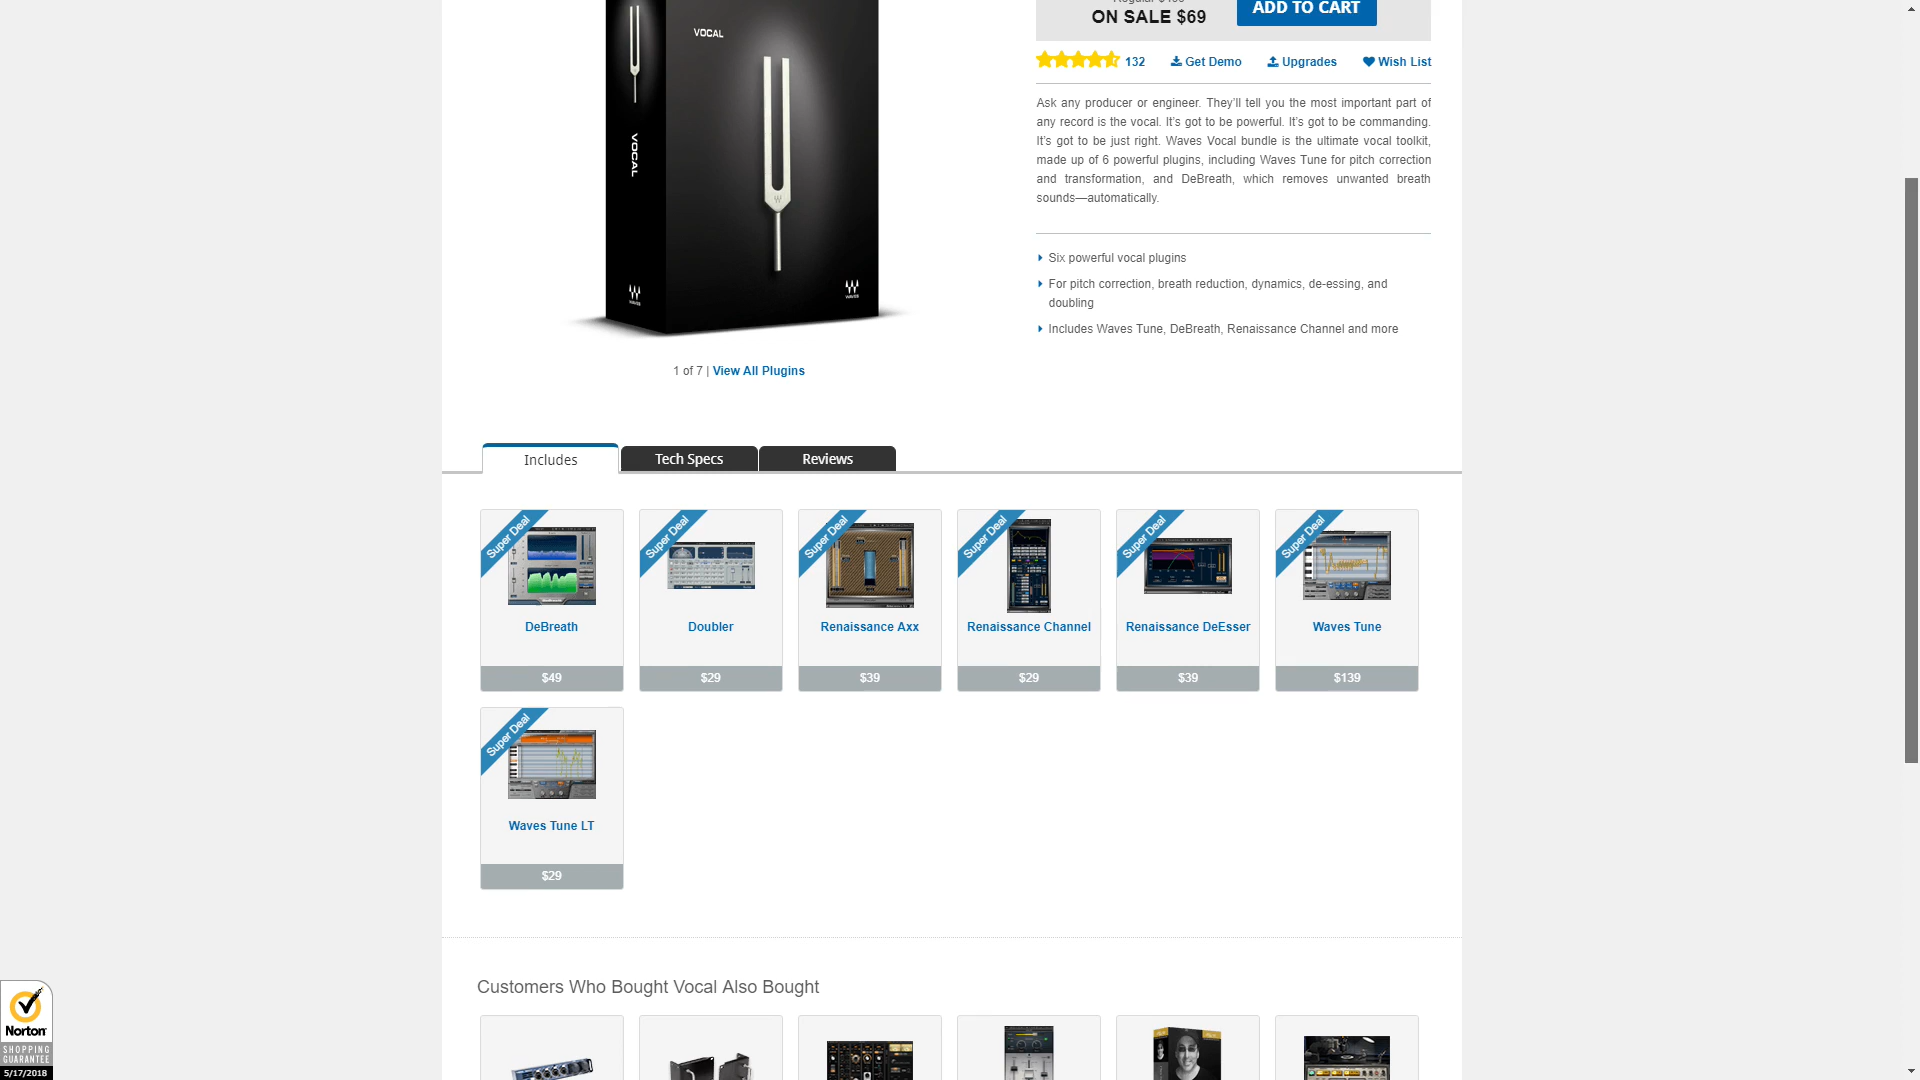 ON SALE $69
ADD TO CART
132
Get Demo
Upgrades
Wish List
VOCAL
VOCAL
WAVES
WAVES
Ask any producer or engineer. They'll tell you the most important part of
any record is the vocal. It's got to be powerful. It's got to be commanding.
It's got to be just right. Waves Vocal bundle is the ultimate vocal toolkit,
made up of 6 powerful plugins, including Waves Tune for pitch correction
and transformation, and DeBreath, which removes unwanted breath
sounds—automatically.
Six powerful vocal plugins
For pitch correction, breath reduction, dynamics, de-essing, and
doubling
Includes Waves Tune, DeBreath, Renaissance Channel and more
1 of 7 | View All Plugins
Includes
Tech Specs
Reviews
Super Deal
Super Deal
Super Deal
Super Deal
Super Deal
Super Deal
DeBreath
Doubler
Renaissance Axx
Renaissance Channel
Renaissance DeEsser
Waves Tune
$49
$29
$39
$29
$39
$139
Super Deal
Waves Tune LT
$29
Customers Who Bought Vocal Also Bought
Norton
SHOPPING
GUARANTEE
5/17/2018